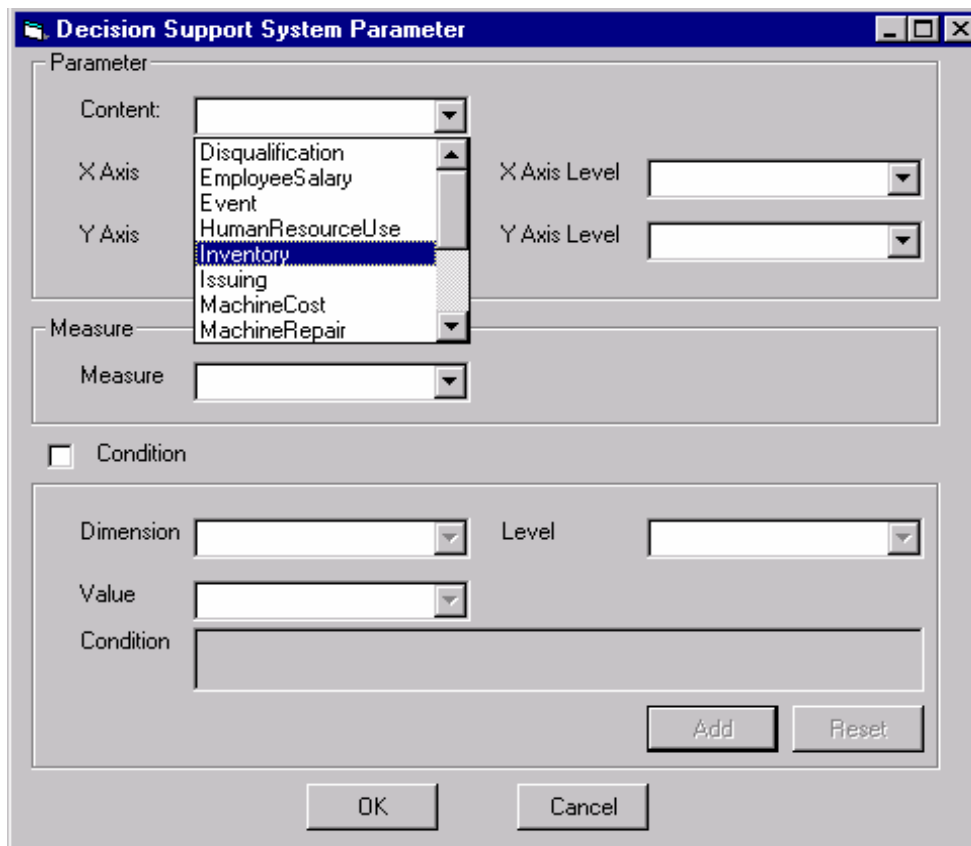 Decision Support System Parameter
Parameter
Content:
Disqualification
EmployeeSalary
Event
HumanResourceUse
Inventory
Issuing
MachineCost
MachineRepair
X Axis
X Axis Level
Y Axis
Y Axis Level
Measure
Measure
Condition
Dimension
Level
Value
Condition
Add
Reset
OK
Cancel